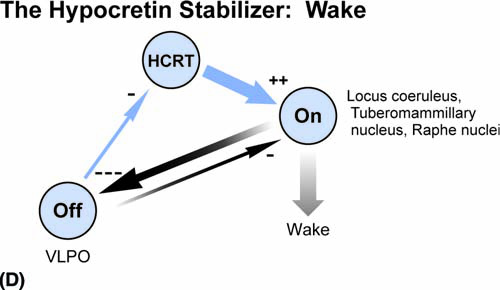 The Hypocretin Stabilizer: Wake
HCRT
++
-
On
Locus coeruleus,
Tuberomammillary
nucleus, Raphe nuclei
---
-
Off
Wake
VLPO
(D)